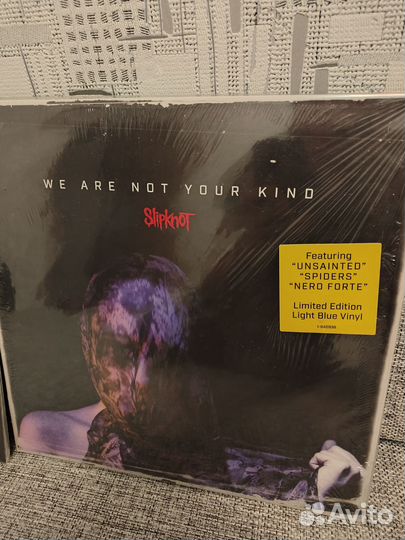 WE ARE NOT YOUR KIND
SlipknoT
Featuring
"UNSAINTED"
"SPIDERS"
"NERO FORTE"
Limited Edition
Light Blue Vinyl
Avito